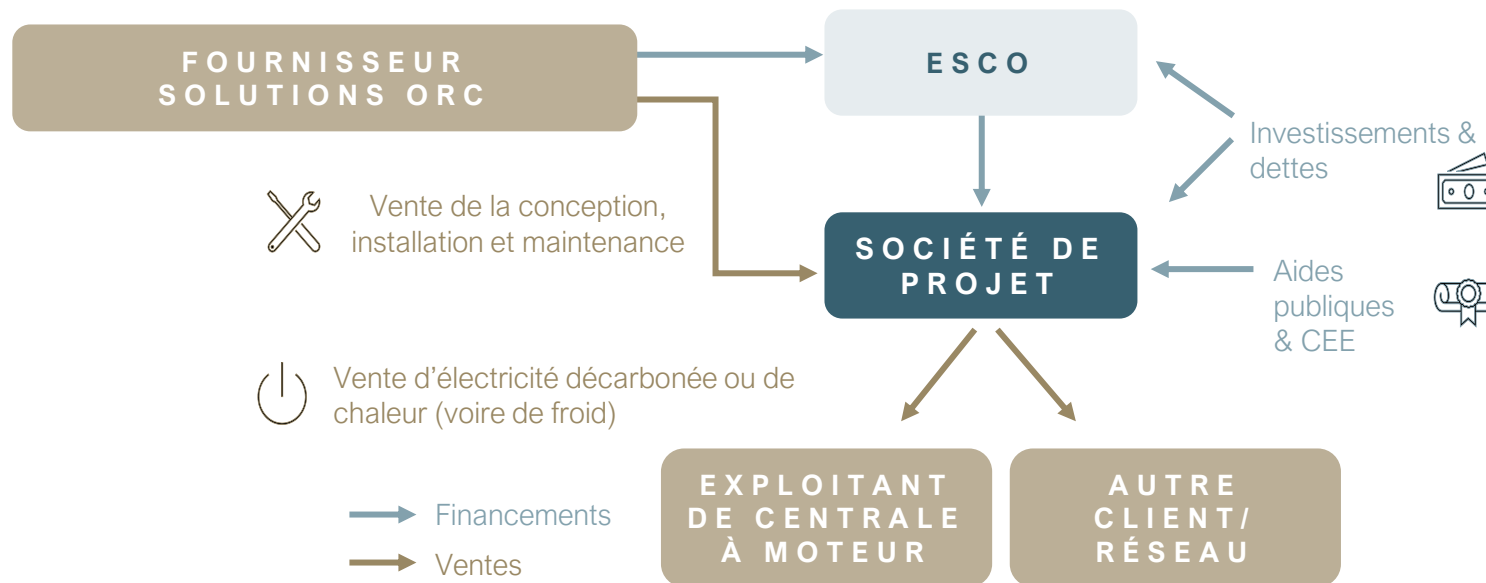 FOURNISSEUR
SOLUTIONS ORC
ESCO
Investissements &
dettes
Vente de la conception,
installation et maintenance
SOCIÉTÉ DE
PROJET
Aides
publiques
& CEE
Vente d’électricité décarbonée ou de
chaleur (voire de froid)
EXPLOITANT
DE CENTRALE
À MOTEUR
AUTRE
CLIENT/
RÉSEAU
Financements
Ventes